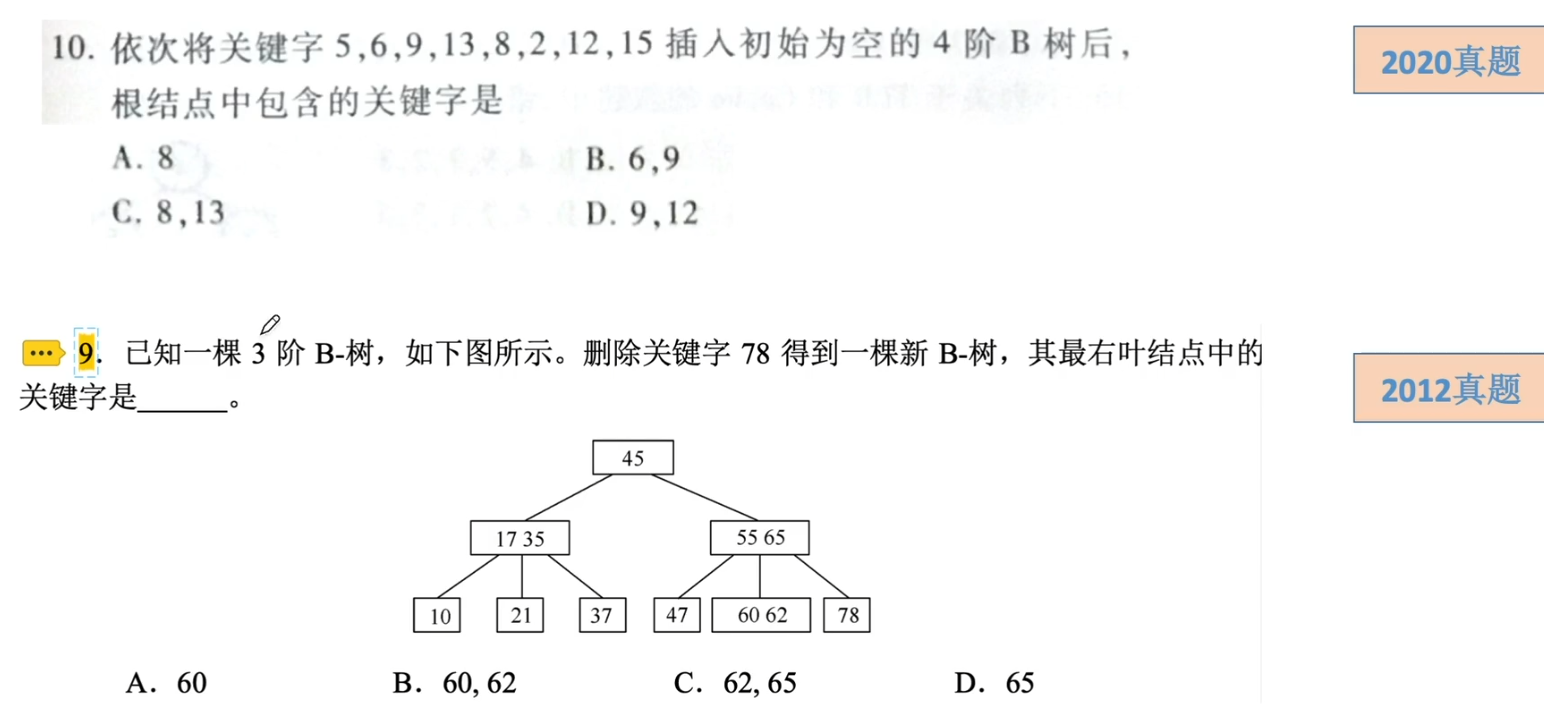 10. 依次将关键字 5,6,9,13,8,2,12,15 插入初始为空的 4 阶 B 树后,
2020真题
根结点中包含的关键字是
A. 8
B. 6,9
C. 8,13
D. 9,12
9. 已知一棵 3 阶 B-树，如下图所示。删除关键字 78 得到一棵新 B-树，其最右叶结点中的
关键字是______。
2012真题
45
17 35
55 65
10
21
37
47
60 62
78
A. 60
B. 60, 62
C. 62, 65
D. 65